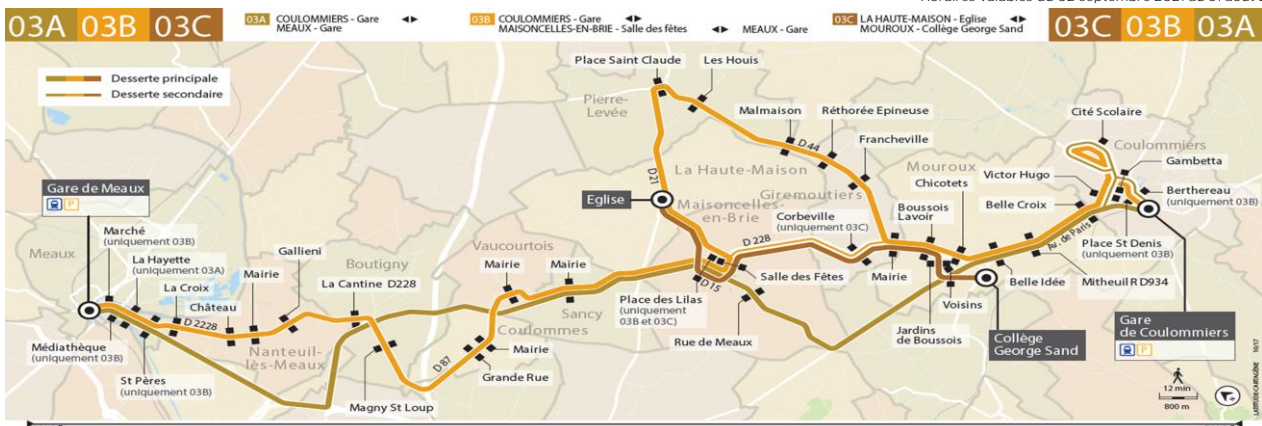 03A 03B 03C
03A COULOMMIERS - Gare
MEAUX - Gare
03B COULOMMIERS - Gare
MAISONCELLES-EN-BRIE - Salle des fêtes
MEAUX - Gare
03C LA HAUTE-MAISON - Eglise
MOUROUX - Collège George Sand
03C 03B 03A
Desserte principale
Desserte secondaire
Place Saint Claude
Les Houis
Pierre-
Levée
Malmaison
Réthorée Epineuse
Francheville
D 44
Cité Scolaire
Coulommiers
Gambetta
La Haute-Maison
D21
Mouroux
Giremoutiers
Victor Hugo
Chicotets
Berthereau
(uniquement 03B)
Gare de Meaux
P
Eglise
Maisoncelles-
en-Brie
Corbeville
(uniquement 03C)
Boussois
Lavoir
Belle Croix
Marché
(uniquement 03B)
Meaux
La Hayette
(uniquement 03A)
Gallieni
Vaucourtois
D 228
Av. de Paris
Place St Denis
(uniquement 03B)
La Croix
Mairie
Boutigny
Mairie
Mairie
Salle des Fêtes
Mairie
Belle Idée
Mitheuil RD934
Château
La Cantine D228
D15
Voisins
D 2228
Sancy
Place des Lilas
(uniquement
03B et 03C)
Gare
de Coulommiers
P
Médiathèque
(uniquement 03B)
Nanteuil-
lès-Meaux
Coulommes
Rue de Meaux
Jardins
de Boussois
Collège
George Sand
Mairie
D87
St Pères
(uniquement 03B)
Magny St Loup
Grande Rue
12 min
800 m
LATITUDE-CARTAGÈNE 10/17